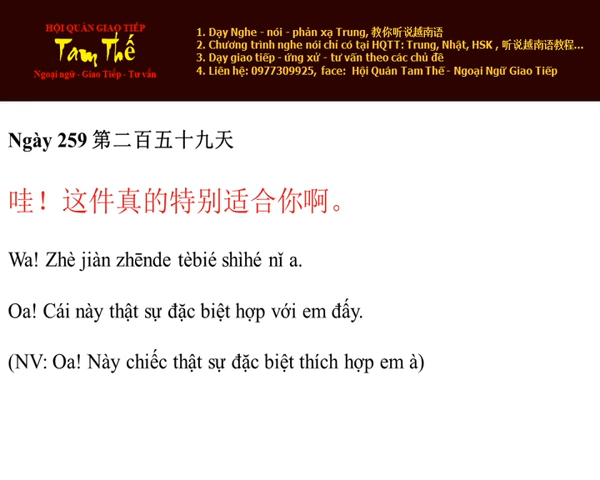 HỘI QUÁN GIAO TIẾP
Tam Thế
Ngoại ngữ - Giao Tiếp - Tư vấn
1. Dạy Nghe - nói - phản xạ Trung, 教你听说越南语
2. Chương trình nghe nói chỉ có tại HQTT: Trung, Nhật, HSK , 听说越南语教程...
3. Dạy giao tiếp - ứng xử - tư vấn theo các chủ đề
4. Liên hệ: 0977309925, face: Hội Quán Tam Thế - Ngoại Ngữ Giao Tiếp
Ngày 259 第二百五十九天
哇！这件真的特别适合你啊。
Wa! Zhè jiàn zhēnde tèbié shìhé nǐ a.
Oa! Cái này thật sự đặc biệt hợp với em đấy.
(NV: Oa! Này chiếc thật sự đặc biệt thích hợp em à)